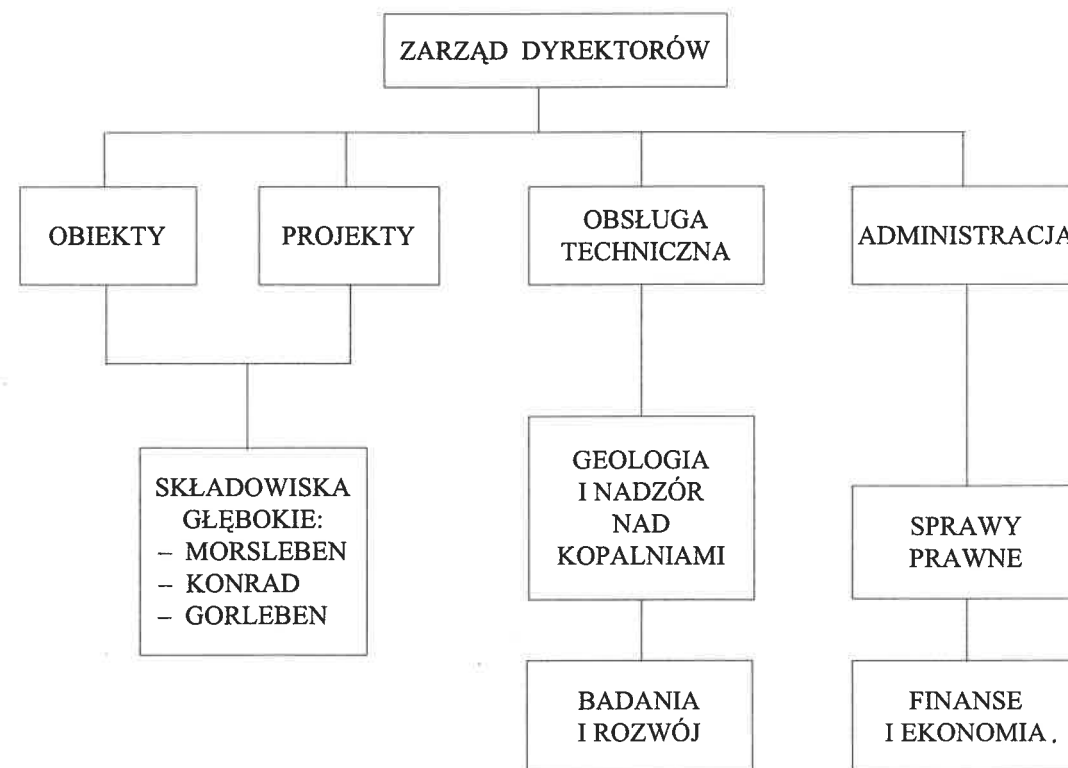 ZARZĄD DYREKTORÓW
OBIEKTY
PROJEKTY
OBSŁUGA
TECHNICZNA
ADMINISTRACJA
SKŁADOWISKA
GŁĘBOKIE:
– MORSLEBEN
– KONRAD
– GORLEBEN
GEOLOGIA
I NADZÓR
NAD
KOPALNIAMI
SPRAWY
PRAWNE
BADANIA
I ROZWÓJ
FINANSE
I EKONOMIA .